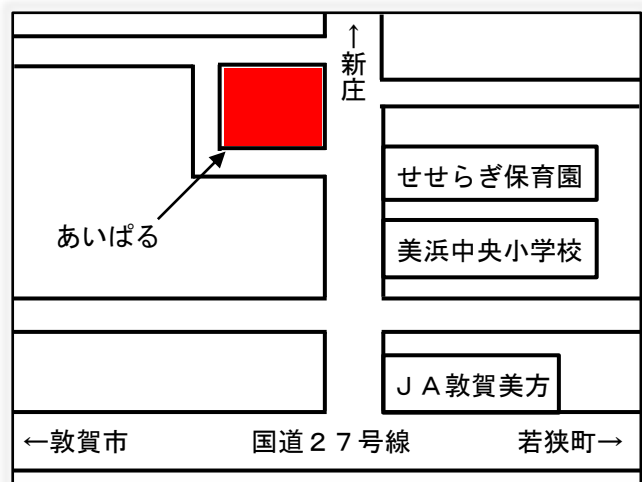 ↑新庄
せせらぎ保育園
あいぱる
美浜中央小学校
ＪＡ敦賀美方
←敦賀市 国道２７号線 若狭町→